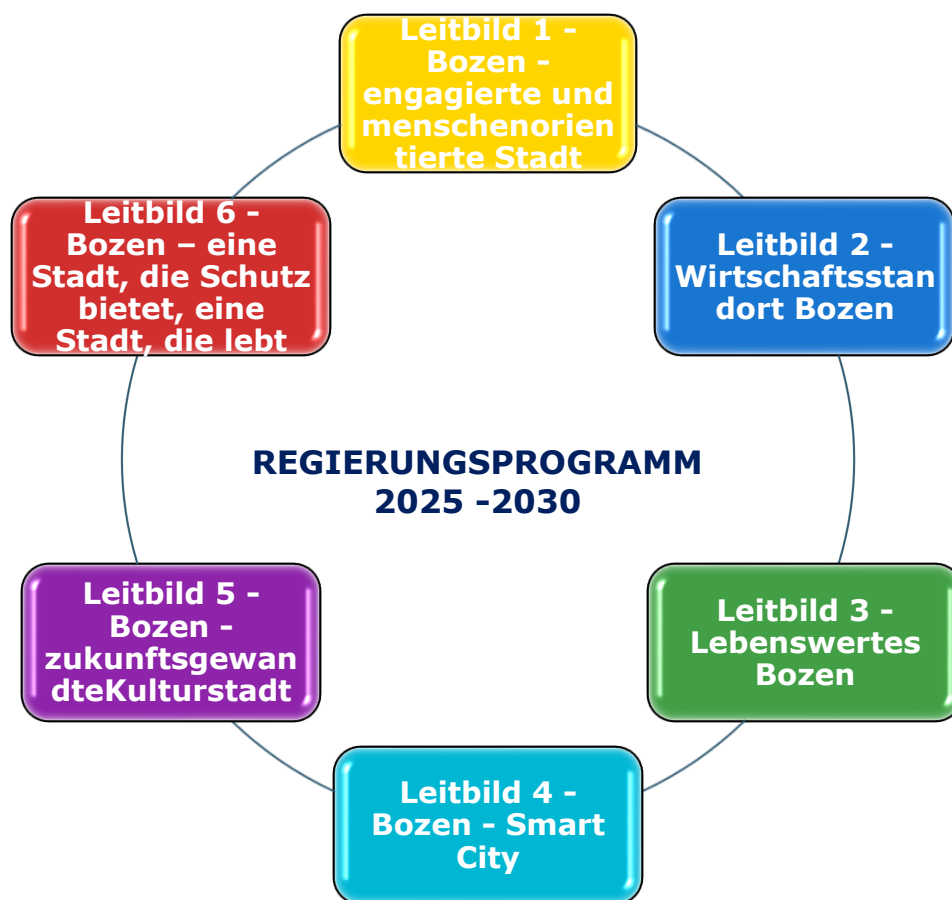 Leitbild 1 -
Bozen -
engagierte und
menschenorien
tierte Stadt
Leitbild 6 -
Bozen – eine
Stadt, die Schutz
bietet, eine
Stadt, die lebt
Leitbild 2 -
Wirtschaftsstan
dort Bozen
REGIERUNGSPROGRAMM
2025 -2030
Leitbild 5 -
Bozen -
zukunftsgewan
dteKulturstadt
Leitbild 3 -
Lebenswertes
Bozen
Leitbild 4 -
Bozen - Smart
City